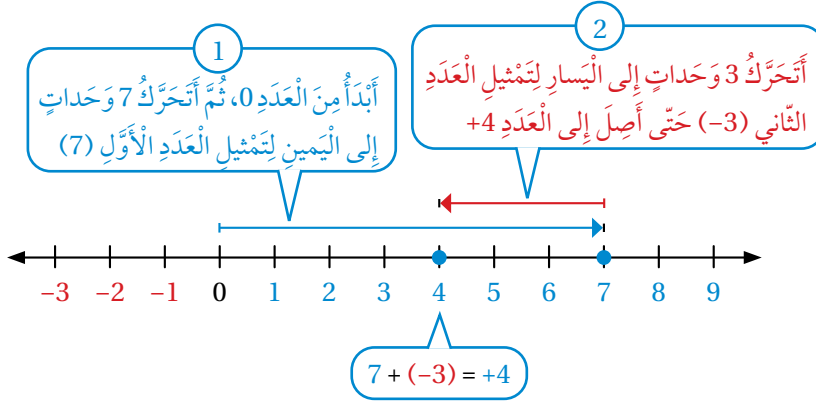 1
أَبْدَأُ مِنَ الْعَدَدِ 0، ثُمَّ أَتَحَرَّكُ 7 وَحَداتٍ
إِلى الْيَمينِ لِتَمْثيلِ الْعَدَدِ الْأَوَّلِ (7)
2
أَتَحَرَّكُ 3 وَحَداتٍ إِلى الْيَسارِ لِتَمْثيلِ الْعَدَدِ
الثّاني (−3) حَتّى أَصِلَ إِلى الْعَدَدِ +4
−3 −2 −1 0 1 2 3 4 5 6 7 8 9
7 + (−3) = +4